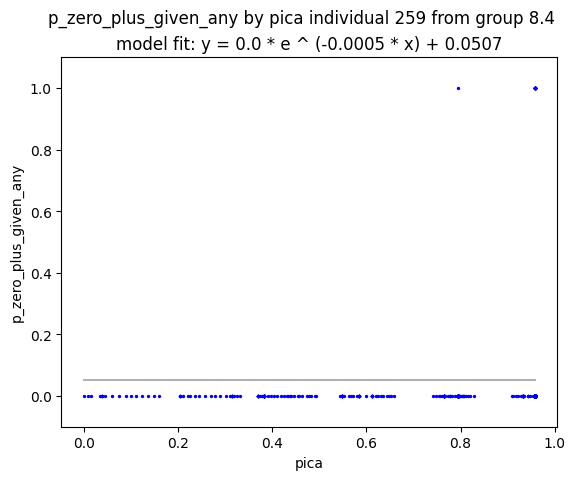 p_zero_plus_given_any by pica individual 259 from group 8.4
model fit: y = 0.0 * e ^ (-0.0005 * x) + 0.0507
1.0
0.8
0.6
0.4
0.2
0.0
p_zero_plus_given_any
0.0 0.2 0.4 0.6 0.8 1.0
pica